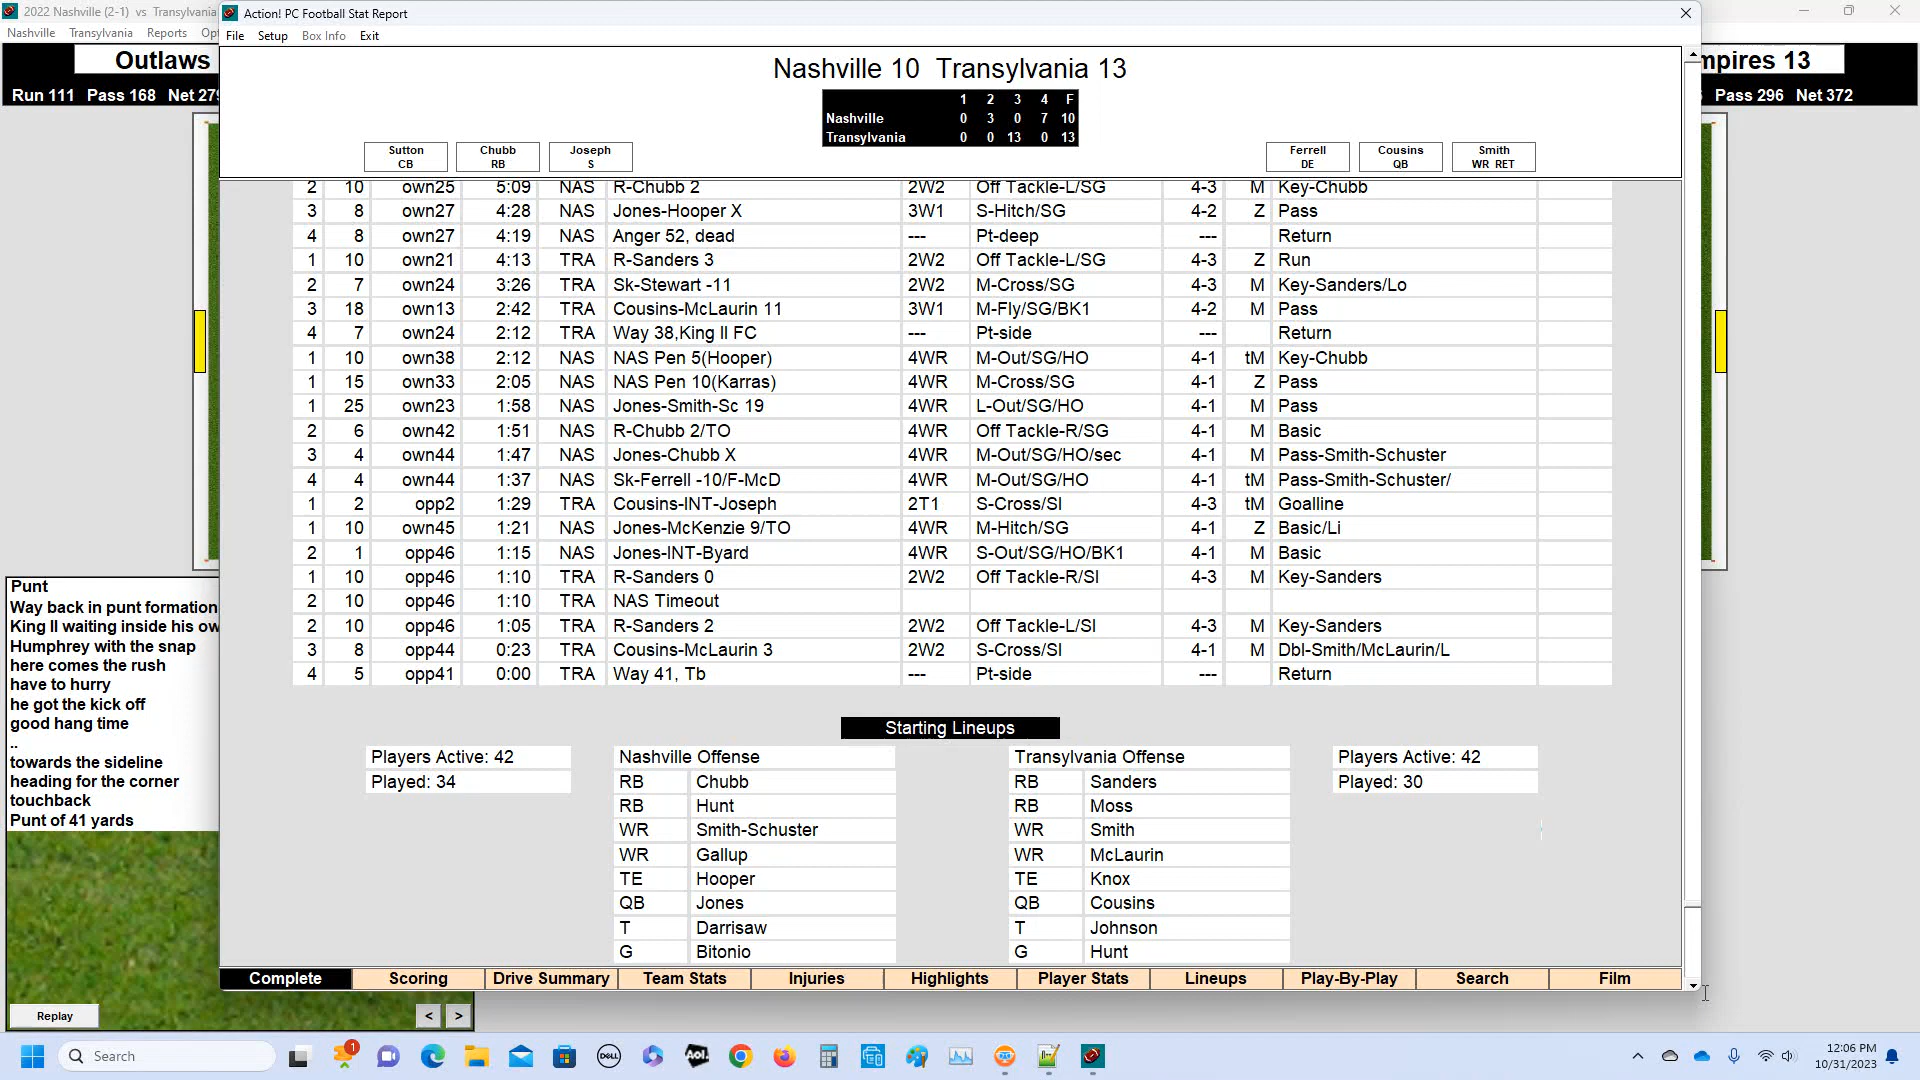 2022 Nashville (2-1) vs Transylvania
Action! PC Football Stat Report
Nashville Transylvania Reports
File Setup Box Info Exit
Outlaws
Nashville 10 Transylvania 13
mpires 13
Run 111 Pass 168 Net 279
Pass 296 Net 372
1 2 3 4 F
Nashville 0 3 0 7 10
Transylvania 0 0 13 0 13
Sutton CB
Chubb RB
Joseph S
Ferrell DE
Cousins QB
Smith WR RET
2 10 own25 5:09 NAS R-Chubb 2 2W2 Off Tackle-L/SG 4-3 M Key-Chubb
3 8 own27 4:28 NAS Jones-Hooper X 3W1 S-Hitch/SG 4-2 Z Pass
4 8 own27 4:19 NAS Anger 52, dead --- Pt-deep --- Return
1 10 own21 4:13 TRA R-Sanders 3 2W2 Off Tackle-L/SG 4-3 Z Run
2 7 own24 3:26 TRA Sk-Stewart -11 2W2 M-Cross/SG 4-3 M Key-Sanders/Lo
3 18 own13 2:42 TRA Cousins-McLaurin 11 3W1 M-Fly/SG/BK1 4-2 M Pass
4 7 own24 2:12 TRA Way 38,King II FC --- Pt-side --- Return
1 10 own38 2:12 NAS NAS Pen 5(Hooper) 4WR M-Out/SG/HO 4-1 tM Key-Chubb
1 15 own33 2:05 NAS NAS Pen 10(Karras) 4WR M-Cross/SG 4-1 Z Pass
1 25 own23 1:58 NAS Jones-Smith-Sc 19 4WR L-Out/SG/HO 4-1 M Pass
2 6 own42 1:51 NAS R-Chubb 2/TO 4WR Off Tackle-R/SG 4-1 M Basic
3 4 own44 1:47 NAS Jones-Chubb X 4WR M-Out/SG/HO/sec 4-1 M Pass-Smith-Schuster
4 4 own44 1:37 NAS Sk-Ferrell -10/F-McD 4WR M-Out/SG/HO 4-1 tM Pass-Smith-Schuster/
1 2 opp2 1:29 TRA Cousins-INT-Joseph 2T1 S-Cross/SI 4-3 tM Goalline
1 10 own45 1:21 NAS Jones-McKenzie 9/TO 4WR M-Hitch/SG 4-1 Z Basic/Li
2 1 opp46 1:15 NAS Jones-INT-Byard 4WR S-Out/SG/HO/BK1 4-1 M Basic
1 10 opp46 1:10 TRA R-Sanders 0 2W2 Off Tackle-R/SI 4-3 M Key-Sanders
2 10 opp46 1:10 TRA NAS Timeout
2 10 opp46 1:05 TRA R-Sanders 2 2W2 Off Tackle-L/SI 4-3 M Key-Sanders
3 8 opp44 0:23 TRA Cousins-McLaurin 3 2W2 S-Cross/SI 4-1 M Dbl-Smith/McLaurin/L
4 5 opp41 0:00 TRA Way 41, Tb --- Pt-side --- Return
Punt
Way back in punt formation
King II waiting inside his ow
Humphrey with the snap
here comes the rush
have to hurry
he got the kick off
good hang time
..
towards the sideline
heading for the corner
touchback
Punt of 41 yards
Starting Lineups
Players Active: 42 Nashville Offense Transylvania Offense Players Active: 42
Played: 34 RB Chubb RB Sanders Played: 30
RB Hunt RB Moss
WR Smith-Schuster WR Smith
WR Gallup WR McLaurin
TE Hooper TE Knox
QB Jones QB Cousins
T Darrisaw T Johnson
G Bitonio G Hunt
Complete Scoring Drive Summary Team Stats Injuries Highlights Player Stats Lineups Play-By-Play Search Film
Replay < >
Search
1
DELL
Aol.
12:06 PM
10/31/2023